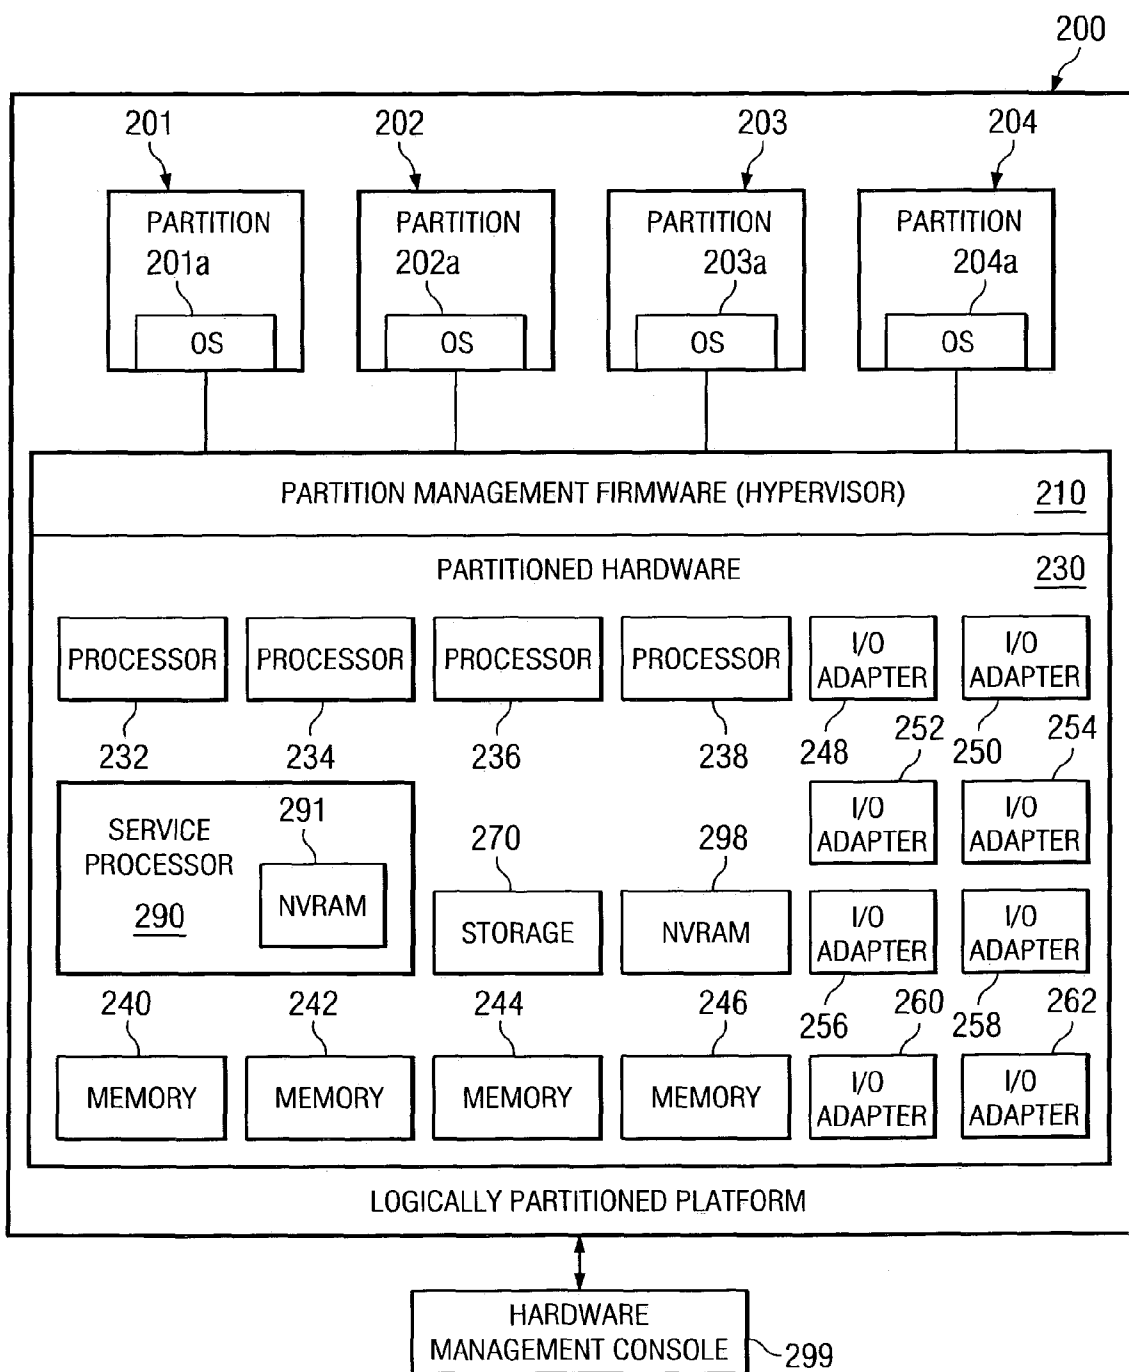 200
201 202 203 204
PARTITION PARTITION PARTITION PARTITION
201a 202a 203a 204a
OS OS OS OS
PARTITION MANAGEMENT FIRMWARE (HYPERVISOR) 210
PARTITIONED HARDWARE 230
PROCESSOR PROCESSOR PROCESSOR PROCESSOR
I/O
ADAPTER
I/O
ADAPTER
232 234 236 238 248 252 250 254
SERVICE
PROCESSOR
290
291
NVRAM
270
STORAGE
298
NVRAM
I/O
ADAPTER
I/O
ADAPTER
I/O
ADAPTER
I/O
ADAPTER
240 242 244 246 256 260 258 262
MEMORY MEMORY MEMORY MEMORY
I/O
ADAPTER
I/O
ADAPTER
LOGICALLY PARTITIONED PLATFORM
HARDWARE
MANAGEMENT CONSOLE
299